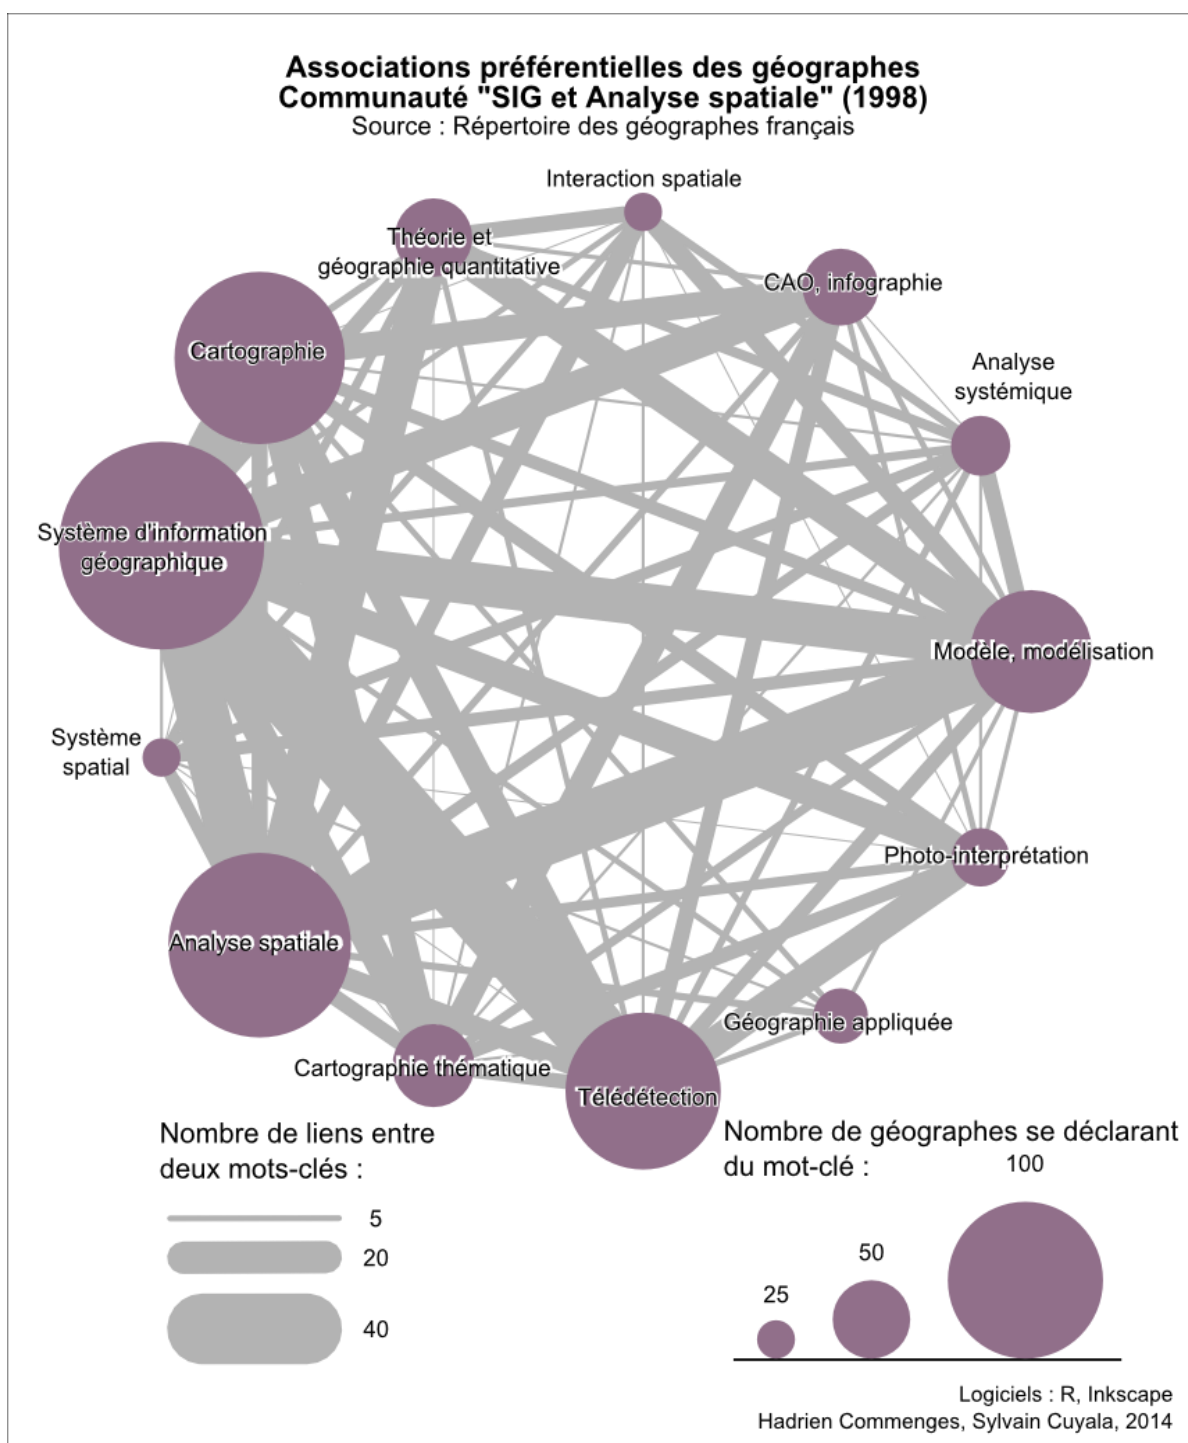 Associations préférentielles des géographes
Communauté "SIG et Analyse spatiale" (1998)
Source : Répertoire des géographes français
Interaction spatiale
Théorie et
géographie quantitative
CAO, infographie
Cartographie
Analyse
systémique
Système d'information
géographique
Modèle, modélisation
Système
spatial
Photo-interprétation
Analyse spatiale
Géographie appliquée
Cartographie thématique
Télédétection
Nombre de liens entre
deux mots-clés :
5
20
40
Nombre de géographes se déclarant
du mot-clé :
100
50
25
Logiciels : R, Inkscape
Hadrien Commenges, Sylvain Cuyala, 2014